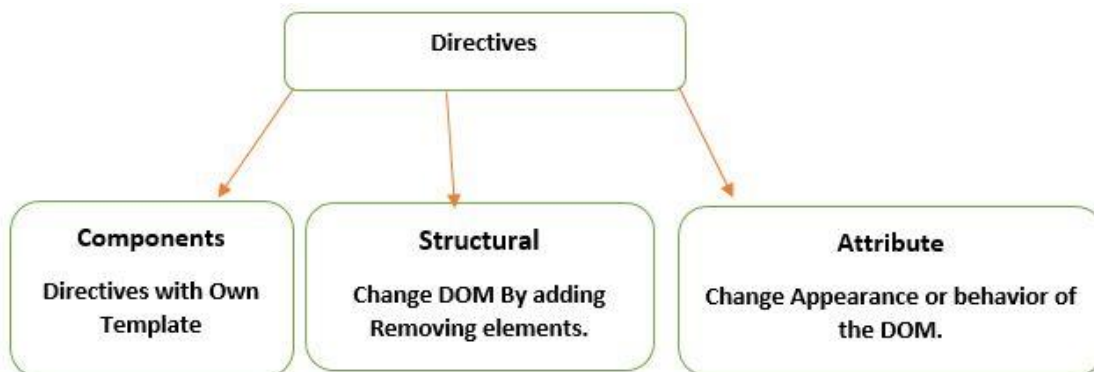 Directives
Components
Directives with Own
Template
Structural
Change DOM By adding
Removing elements.
Attribute
Change Appearance or behavior of
the DOM.